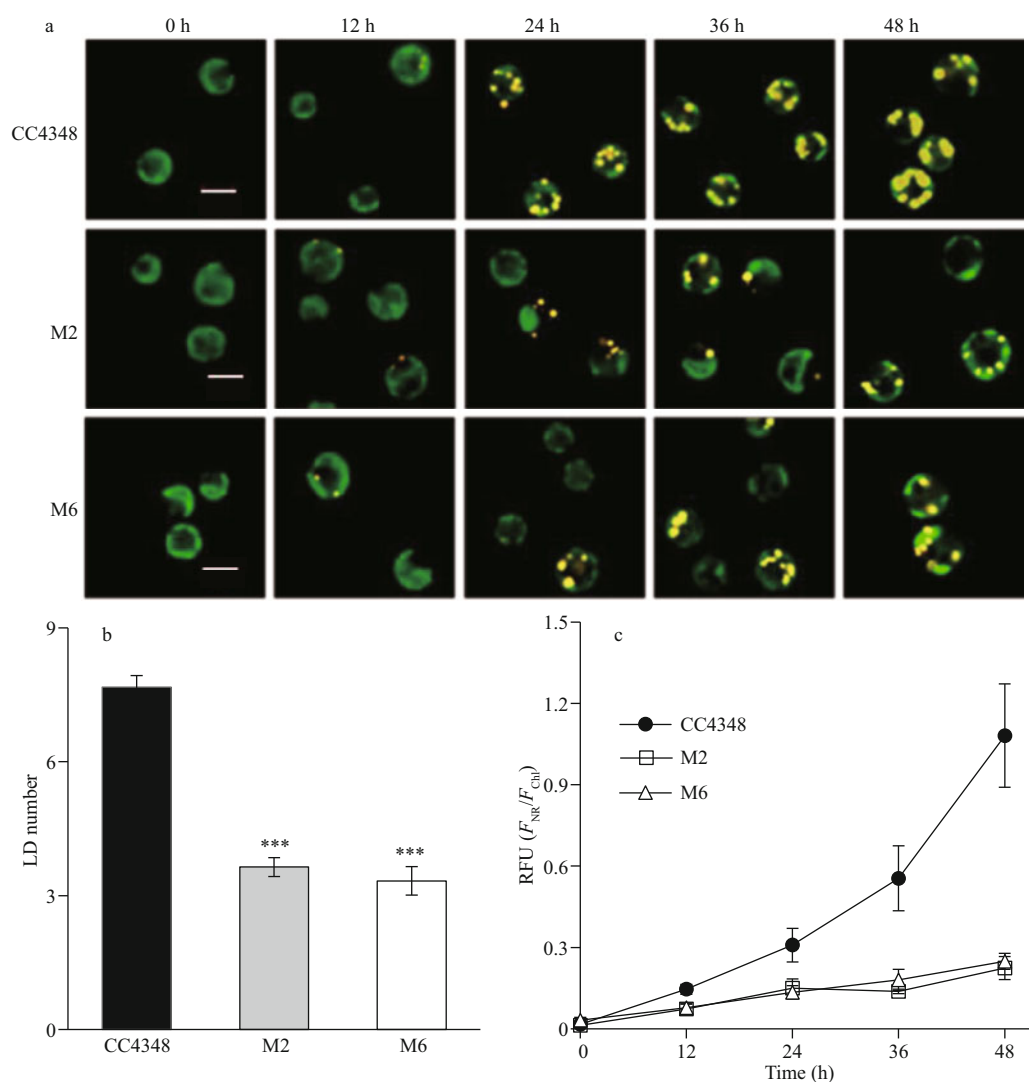 a
0 h 12 h 24 h 36 h 48 h
CC4348
M2
M6
b
9
6
3
0
LD number
*** ***
CC4348 M2 M6
c
1.5
1.2
0.9
0.6
0.3
0
RFU (F_NR/F_Chl)
CC4348
M2
M6
0 12 24 36 48
Time (h)